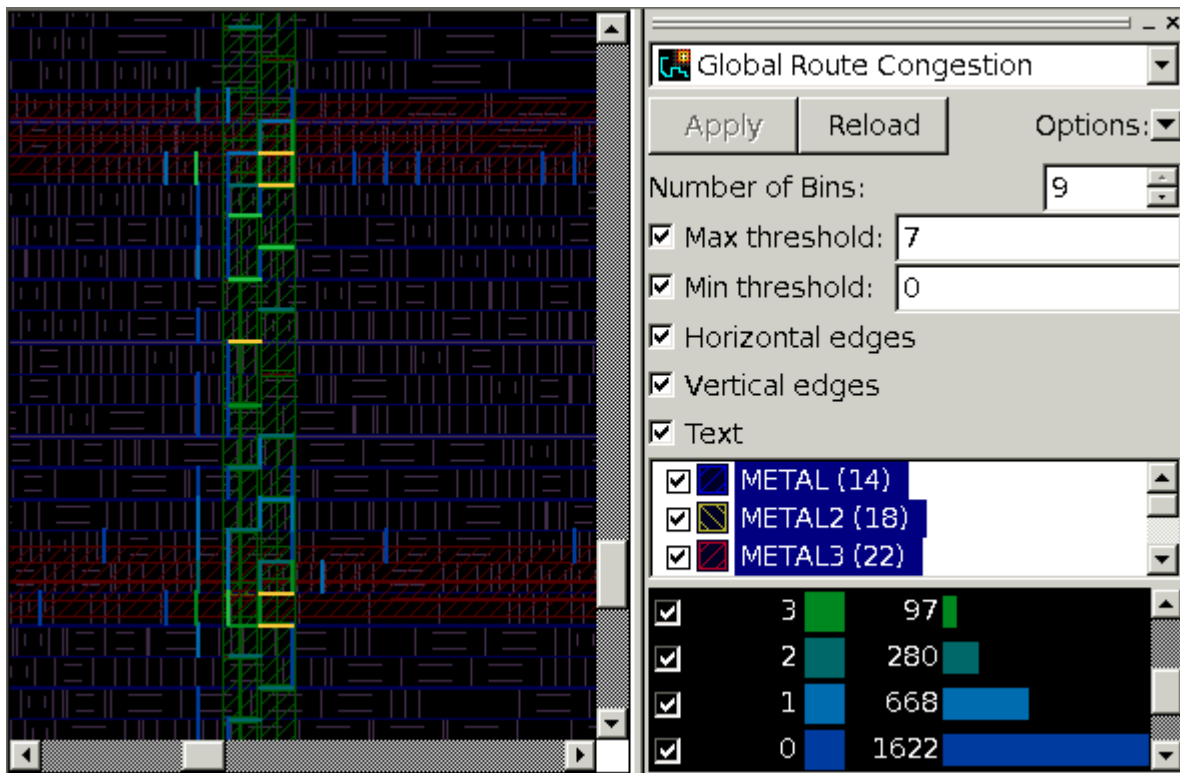 Global Route Congestion
Apply Reload Options:
Number of Bins: 9
Max threshold: 7
Min threshold: 0
Horizontal edges
Vertical edges
Text
METAL (14)
METAL2 (18)
METAL3 (22)
3 97
2 280
1 668
0 1622